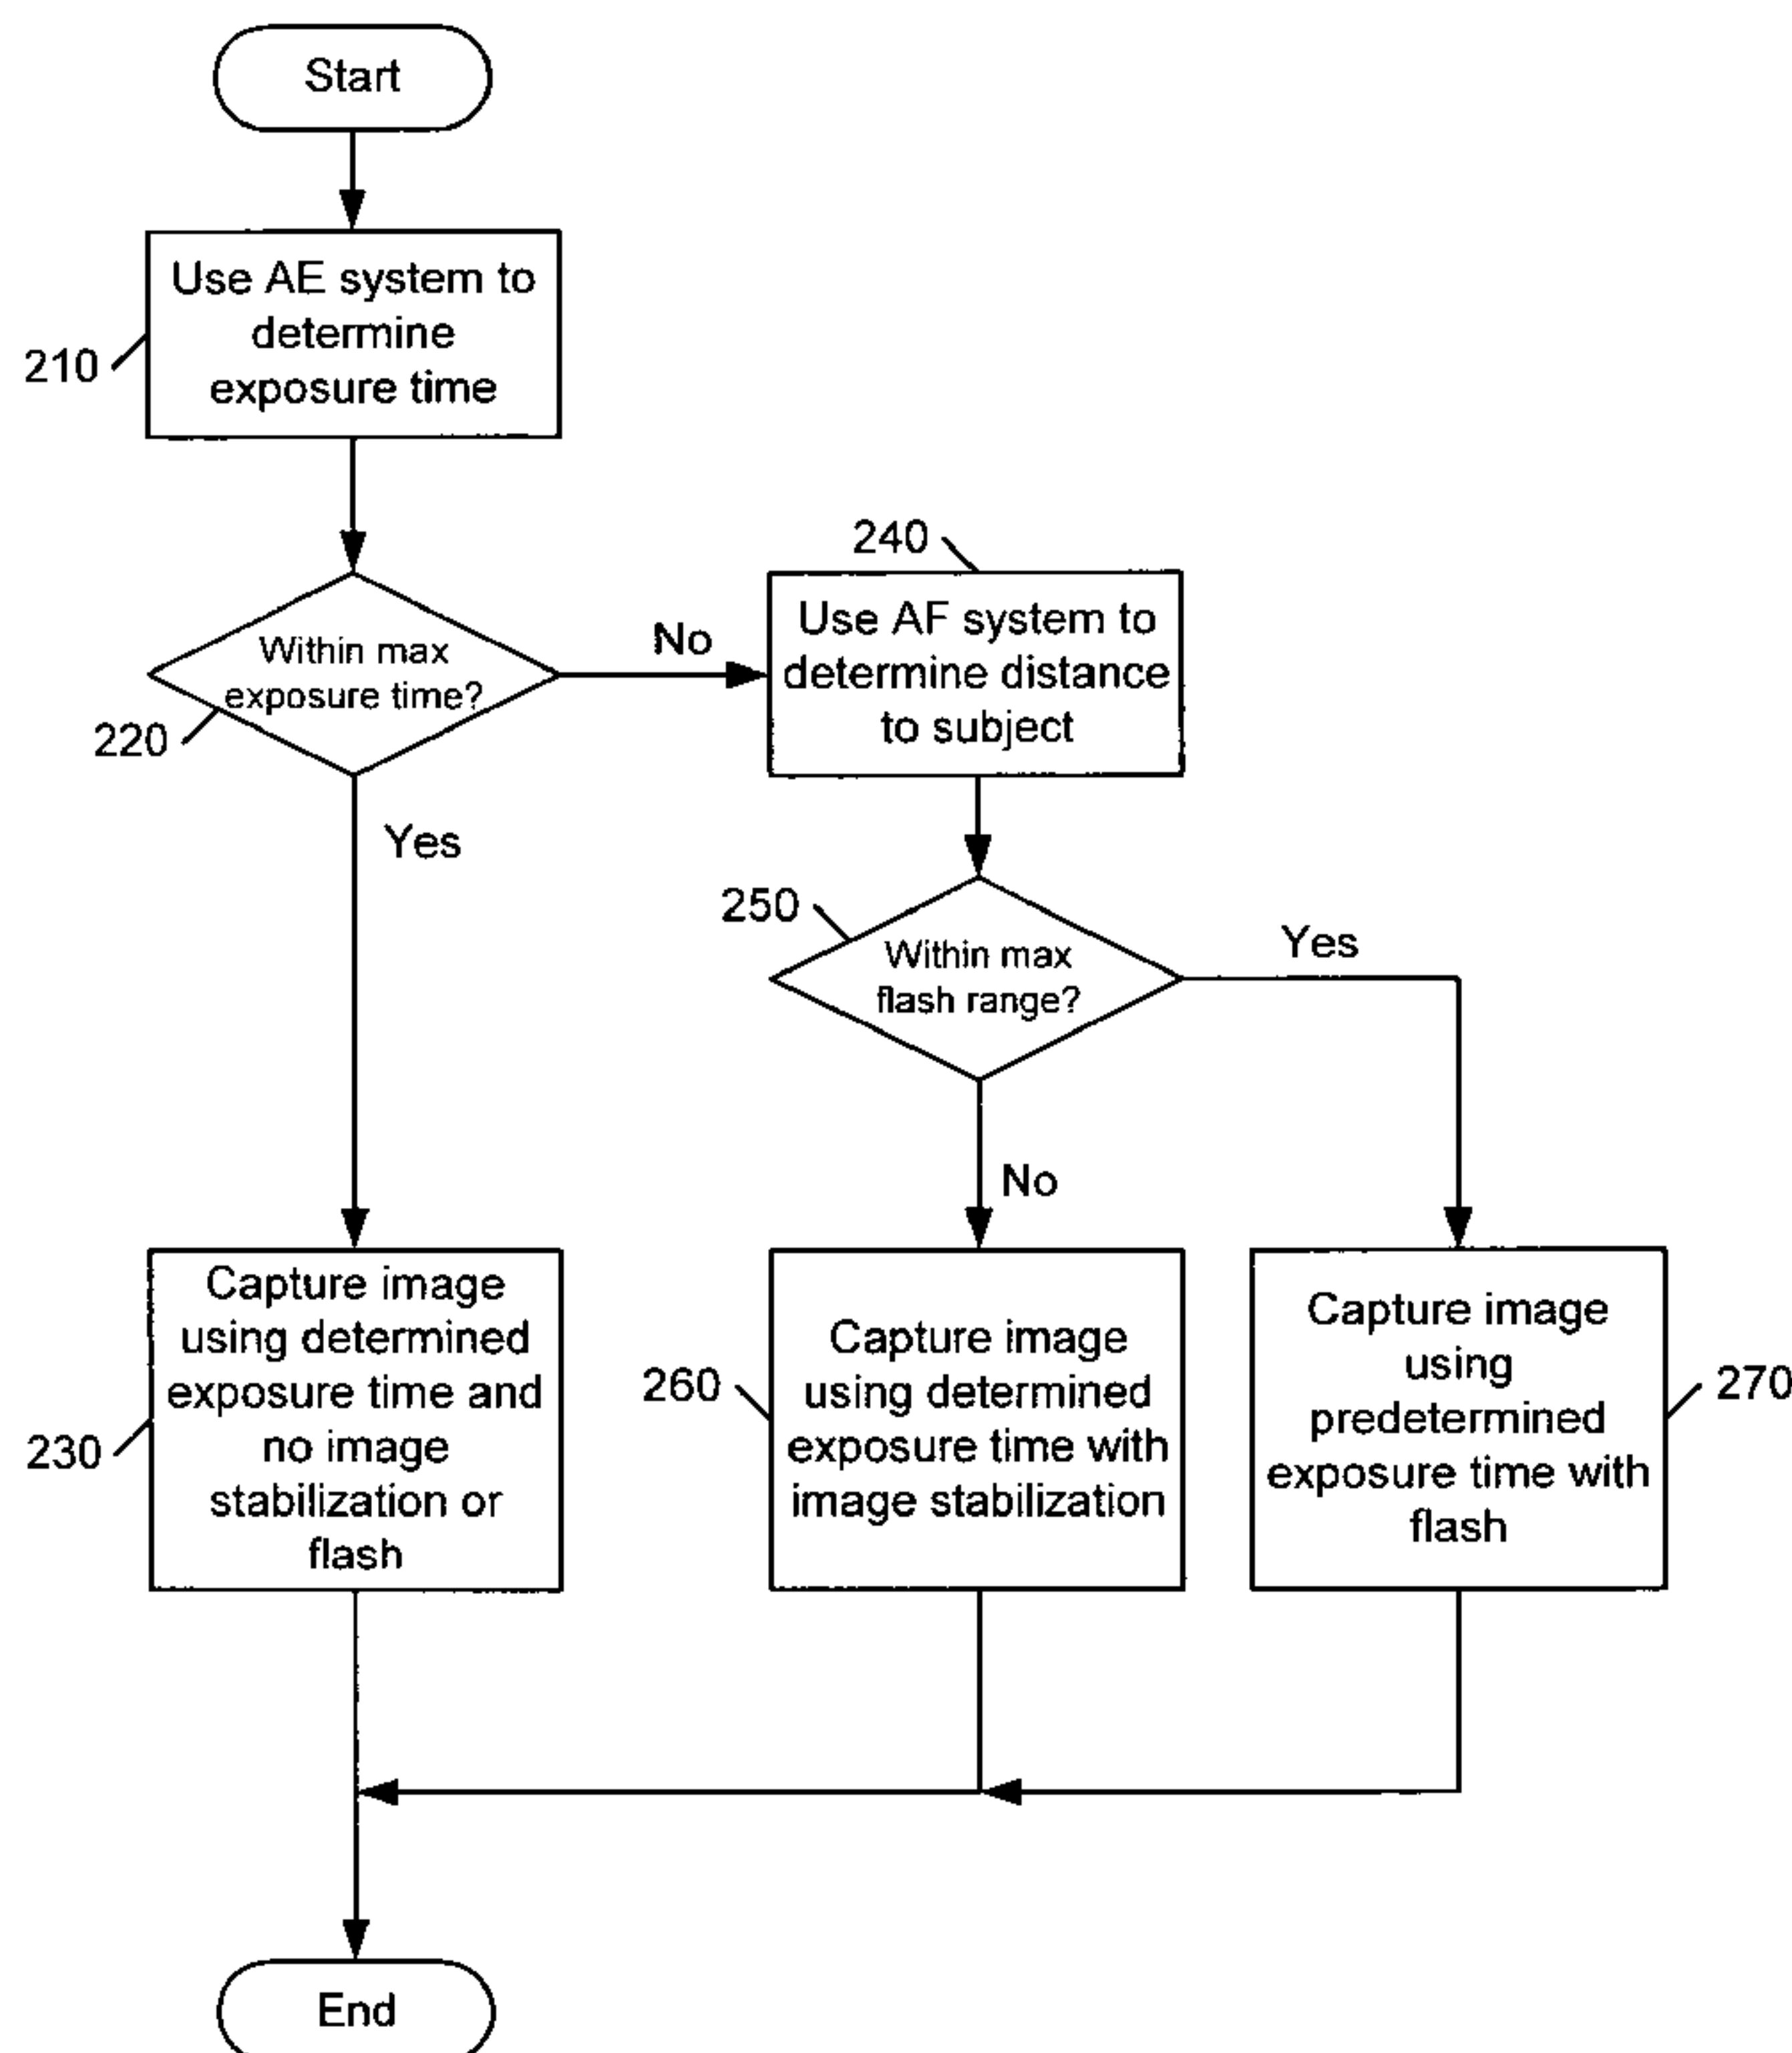 Start
Use AE system to
determine
exposure time
210
Within max
exposure time?
220
No
Yes
240
Use AF system to
determine distance
to subject
250
Within max
flash range?
Yes
No
Capture image
using determined
exposure time and
no image
stabilization or
flash
230
Capture image
using determined
exposure time with
image stabilization
260
Capture image
using
predetermined
exposure time with
flash
270
End